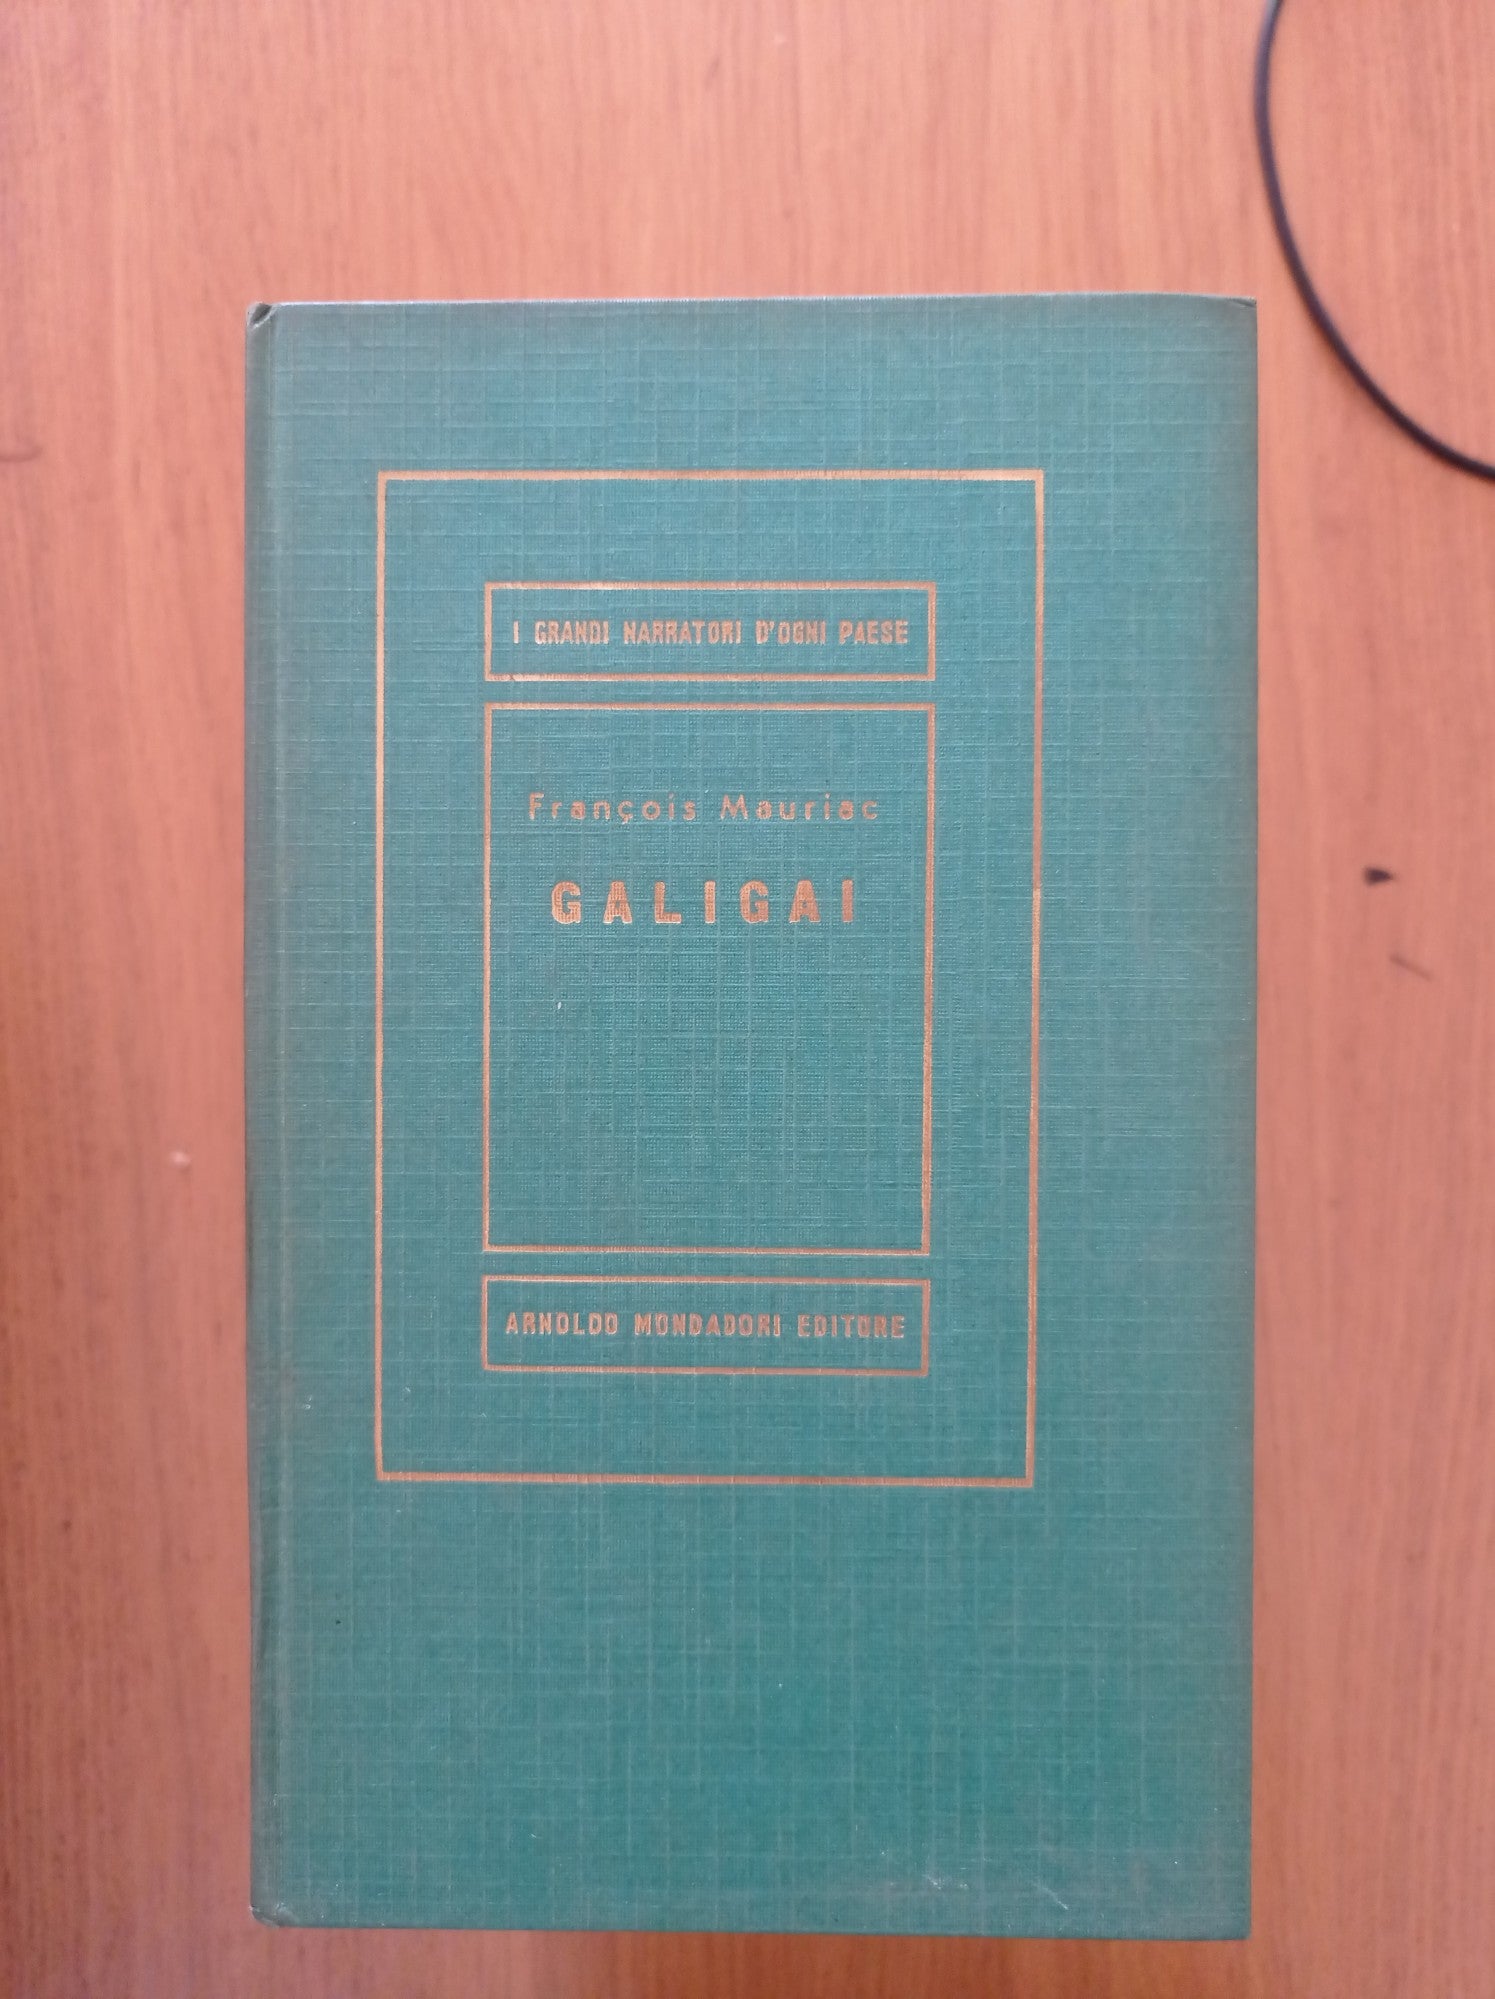 I GRANDI NARRATORI D'OGNI PAESE
François Mauriac
GALIGAI
ARNOLDO MONDADORI EDITORE